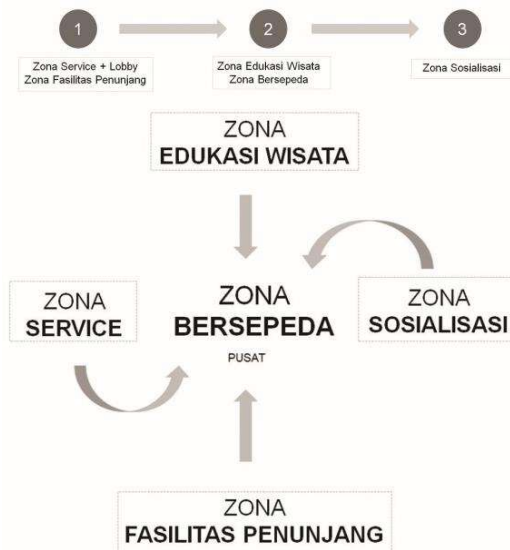 1
2
3
Zona Service + Lobby
Zona Fasilitas Penunjang
Zona Edukasi Wisata
Zona Bersepeda
Zona Sosialisasi
ZONA
EDUKASI WISATA
ZONA
SERVICE
ZONA
BERSEPEDA
PUSAT
ZONA
SOSIALISASI
ZONA
FASILITAS PENUNJANG